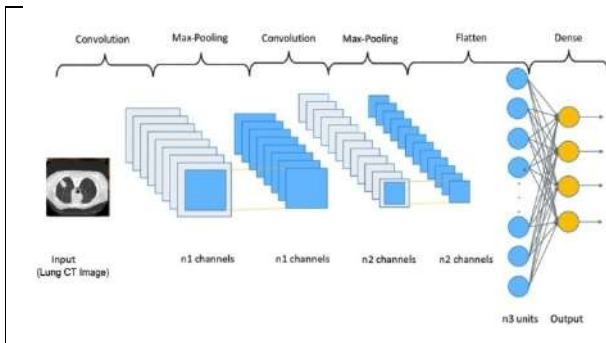 Convolution Max-Pooling Convolution Max-Pooling Flatten Dense
Input
(Lung CT Image)
n1 channels n1 channels n2 channels n2 channels
n3 units Output